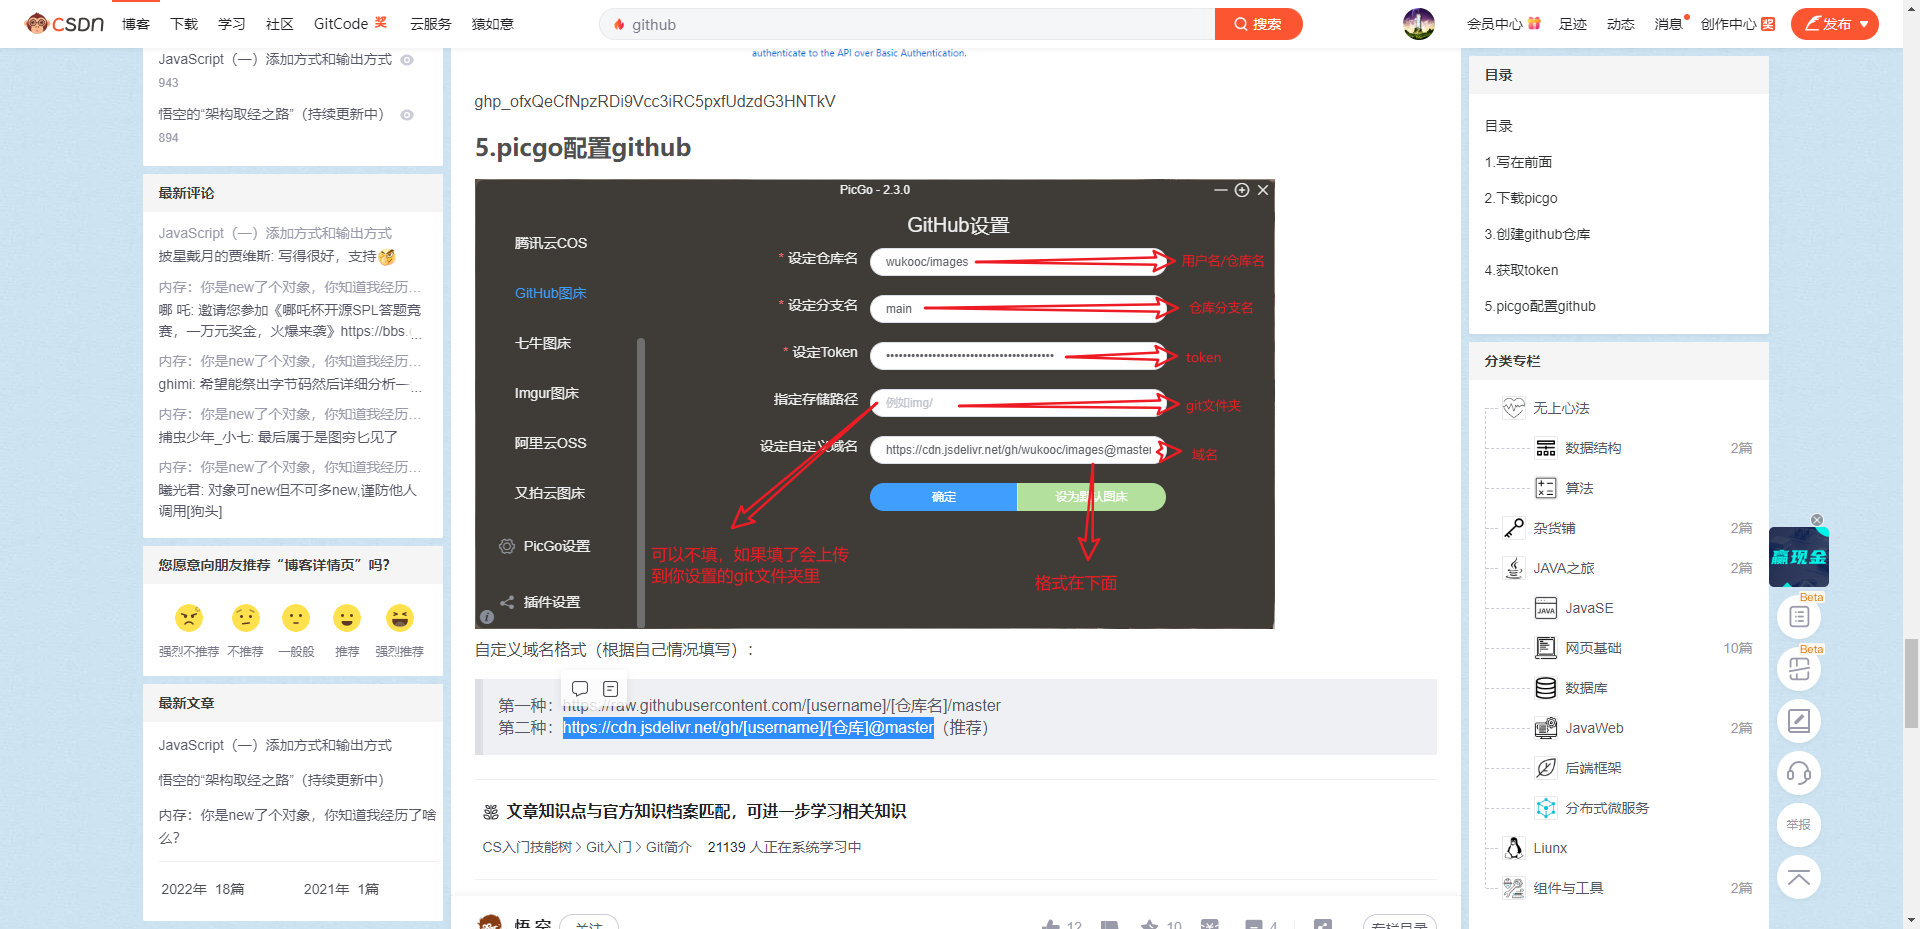 CSDN 博客 下载 学习 社区 GitCode 奖 云服务 猿如意 github 搜索 会员中心 足迹 动态 消息 创作中心 奖 发布
JavaScript（一）添加方式和输出方式
943
悟空的“架构取经之路”（持续更新中）
894
最新评论
JavaScript（一）添加方式和输出方式
披星戴月的贾维斯: 写得很好，支持
内存：你是new了个对象，你知道我经历…
哪 吒: 邀请您参加《哪吒杯开源SPL答题竞
赛，一万元奖金，火爆来袭》https://bbs.…
内存：你是new了个对象，你知道我经历…
ghimi: 希望能祭出字节码然后详细分析一…
内存：你是new了个对象，你知道我经历…
捕虫少年_小七: 最后属于是图穷匕见了
内存：你是new了个对象，你知道我经历…
曦光君: 对象可new但不可多new,谨防他人
调用[狗头]
您愿意向朋友推荐“博客详情页”吗？
强烈不推荐 不推荐 一般般 推荐 强烈推荐
最新文章
JavaScript（一）添加方式和输出方式
悟空的“架构取经之路”（持续更新中）
内存：你是new了个对象，你知道我经历了啥
么？
2022年 18篇 2021年 1篇
authenticate to the API over Basic Authentication.
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
5.picgo配置github
PicGo - 2.3.0
GitHub设置
腾讯云COS
GitHub图床
七牛图床
Imgur图床
阿里云OSS
又拍云图床
PicGo设置
插件设置
* 设定仓库名 wukooc/images 用户名/仓库名
* 设定分支名 main 仓库分支名
* 设定Token token
指定存储路径 例如img/ git文件夹
设定自定义域名 https://cdn.jsdelivr.net/gh/wukooc/images@master 域名
确定 设为默认图床
可以不填，如果填了会上传
到你设置的git文件夹里
格式在下面
自定义域名格式（根据自己情况填写）：
第一种：https://raw.githubusercontent.com/[username]/[仓库名]/master
第二种：https://cdn.jsdelivr.net/gh/[username]/[仓库]@master（推荐）
文章知识点与官方知识档案匹配，可进一步学习相关知识
CS入门技能树 > Git入门 > Git简介 21139 人正在系统学习中
悟 空 关注 12 10 4 专栏目录
目录
目录
1.写在前面
2.下载picgo
3.创建github仓库
4.获取token
5.picgo配置github
分类专栏
无上心法
数据结构 2篇
算法
杂货铺 2篇
JAVA之旅 2篇
JAVA JavaSE
网页基础 10篇
数据库
JavaWeb 2篇
后端框架
分布式微服务
Liunx
组件与工具 2篇
赢现金
Beta
Beta
举报